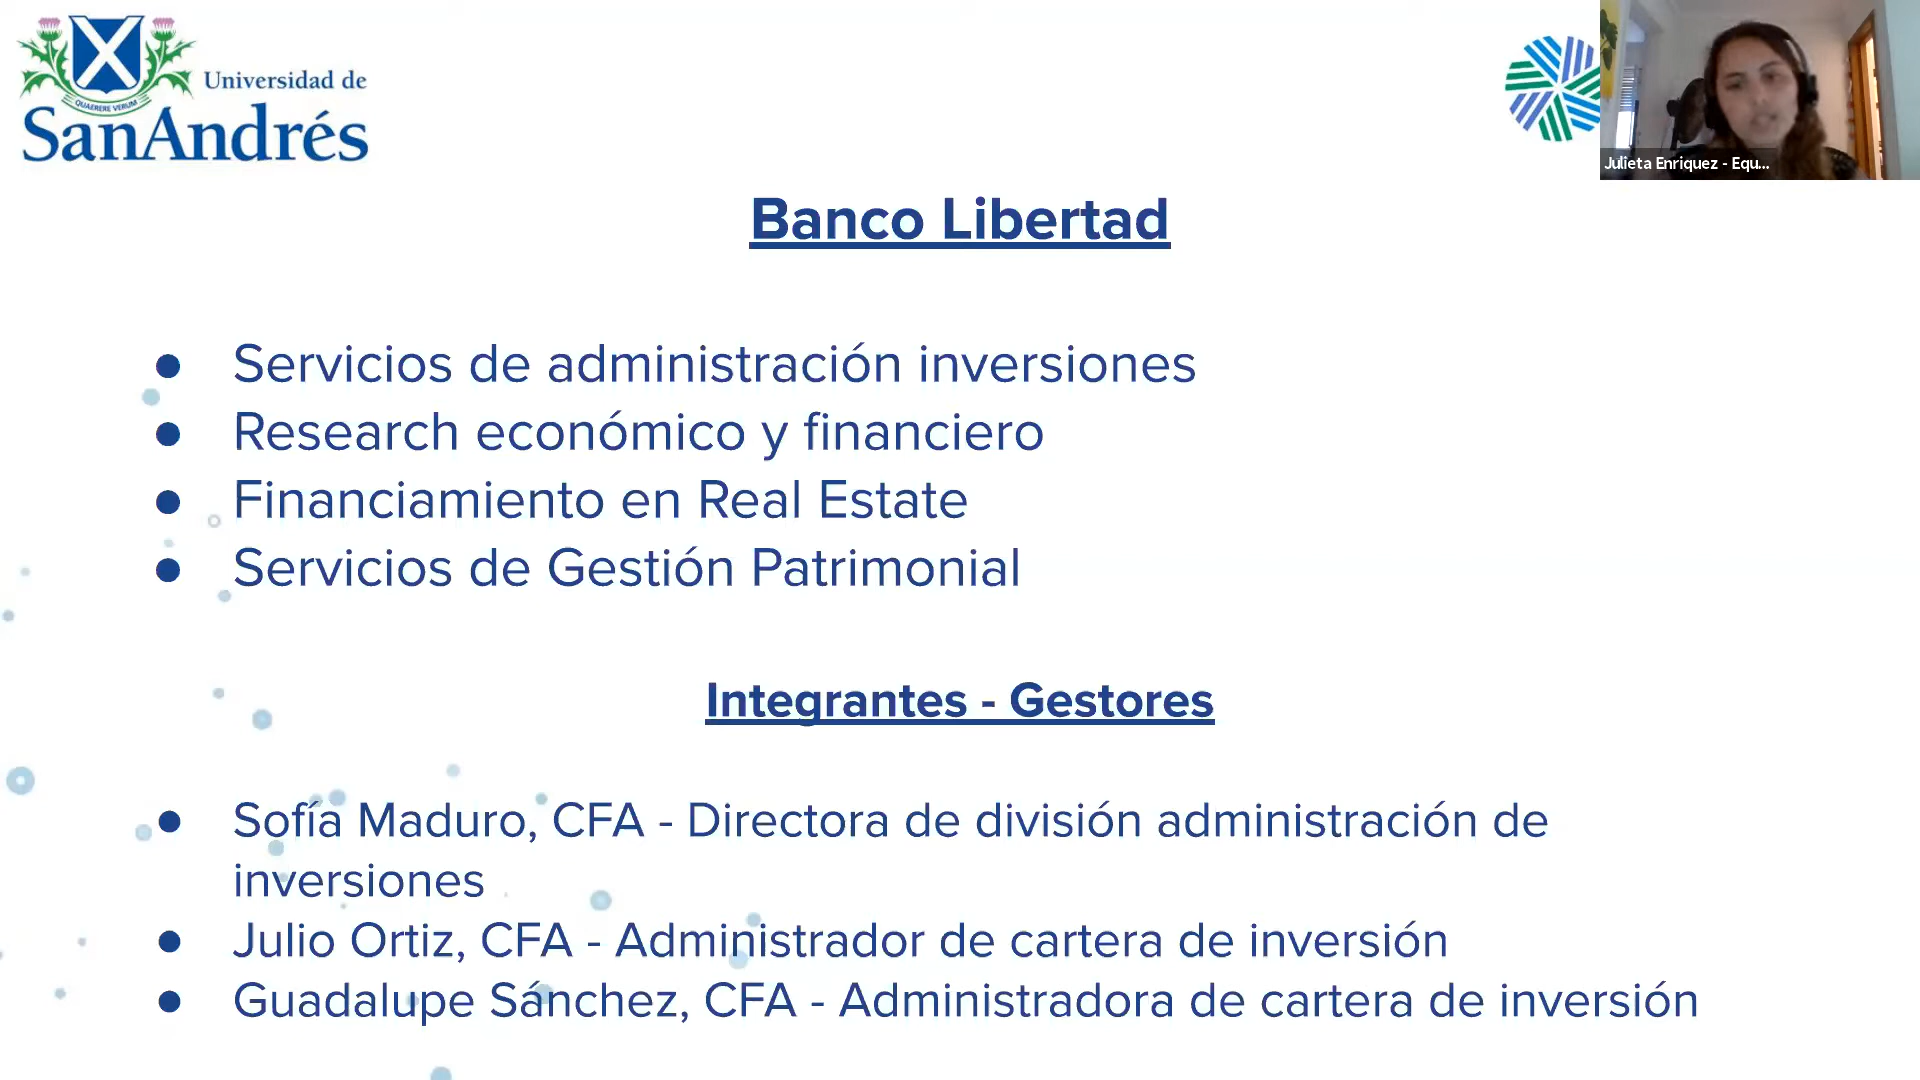 Universidad de
SanAndrés
QUAERERE VERUM
Julieta Enriquez - Equ...
Banco Libertad
● Servicios de administración inversiones
● Research económico y financiero
● Financiamiento en Real Estate
● Servicios de Gestión Patrimonial
Integrantes - Gestores
● Sofía Maduro, CFA - Directora de división administración de
inversiones
● Julio Ortiz, CFA - Administrador de cartera de inversión
● Guadalupe Sánchez, CFA - Administradora de cartera de inversión